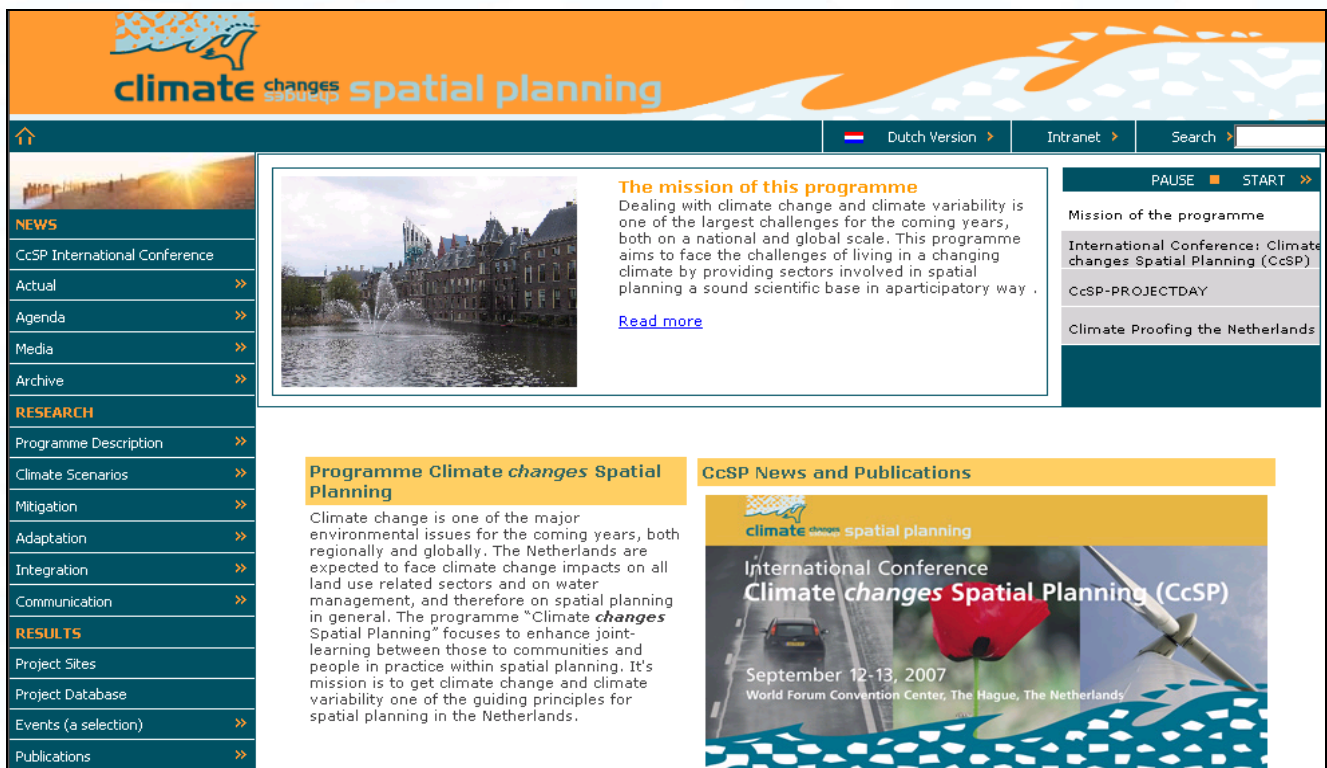 climate changes changes spatial planning
Dutch Version
Intranet
Search
NEWS
CcSP International Conference
Actual
Agenda
Media
Archive
RESEARCH
Programme Description
Climate Scenarios
Mitigation
Adaptation
Integration
Communication
RESULTS
Project Sites
Project Database
Events (a selection)
Publications
The mission of this programme
Dealing with climate change and climate variability is
one of the largest challenges for the coming years,
both on a national and global scale. This programme
aims to face the challenges of living in a changing
climate by providing sectors involved in spatial
planning a sound scientific base in aparticipatory way .
Read more
PAUSE START
Mission of the programme
International Conference: Climate
changes Spatial Planning (CcSP)
CcSP-PROJECTDAY
Climate Proofing the Netherlands
Programme Climate changes Spatial
Planning
Climate change is one of the major
environmental issues for the coming years, both
regionally and globally. The Netherlands are
expected to face climate change impacts on all
land use related sectors and on water
management, and therefore on spatial planning
in general. The programme "Climate changes
Spatial Planning" focuses to enhance joint-
learning between those to communities and
people in practice within spatial planning. It's
mission is to get climate change and climate
variability one of the guiding principles for
spatial planning in the Netherlands.
CcSP News and Publications
climate changes changes spatial planning
International Conference
Climate changes Spatial Planning (CcSP)
September 12-13, 2007
World Forum Convention Center, The Hague, The Netherlands